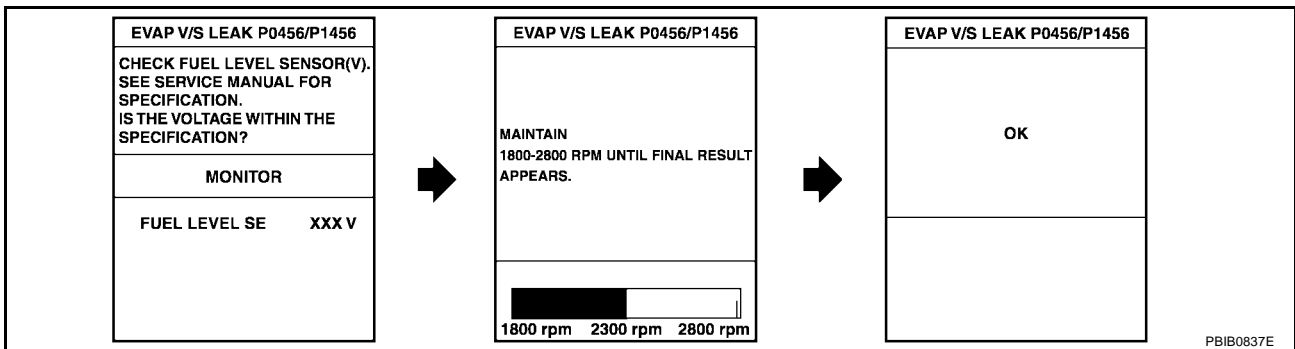 EVAP V/S LEAK P0456/P1456
CHECK FUEL LEVEL SENSOR(V).
SEE SERVICE MANUAL FOR
SPECIFICATION.
IS THE VOLTAGE WITHIN THE
SPECIFICATION?
MONITOR
FUEL LEVEL SE XXX V
EVAP V/S LEAK P0456/P1456
MAINTAIN
1800-2800 RPM UNTIL FINAL RESULT
APPEARS.
1800 rpm 2300 rpm 2800 rpm
EVAP V/S LEAK P0456/P1456
OK
PBIB0837E